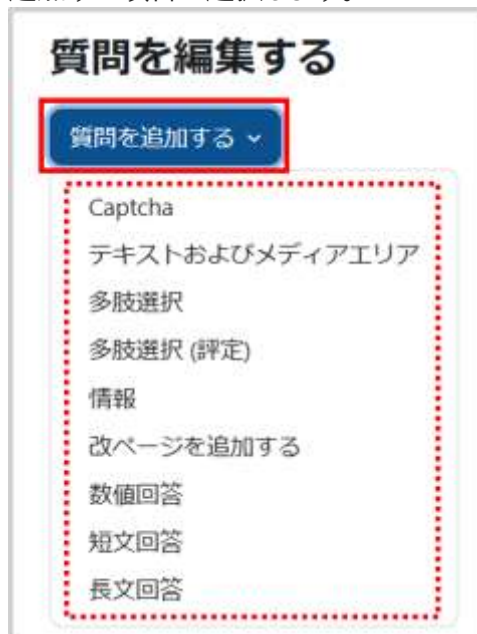 質問を編集する
質問を追加する
Captcha
テキストおよびメディアエリア
多肢選択
多肢選択 (評定)
情報
改ページを追加する
数値回答
短文回答
長文回答